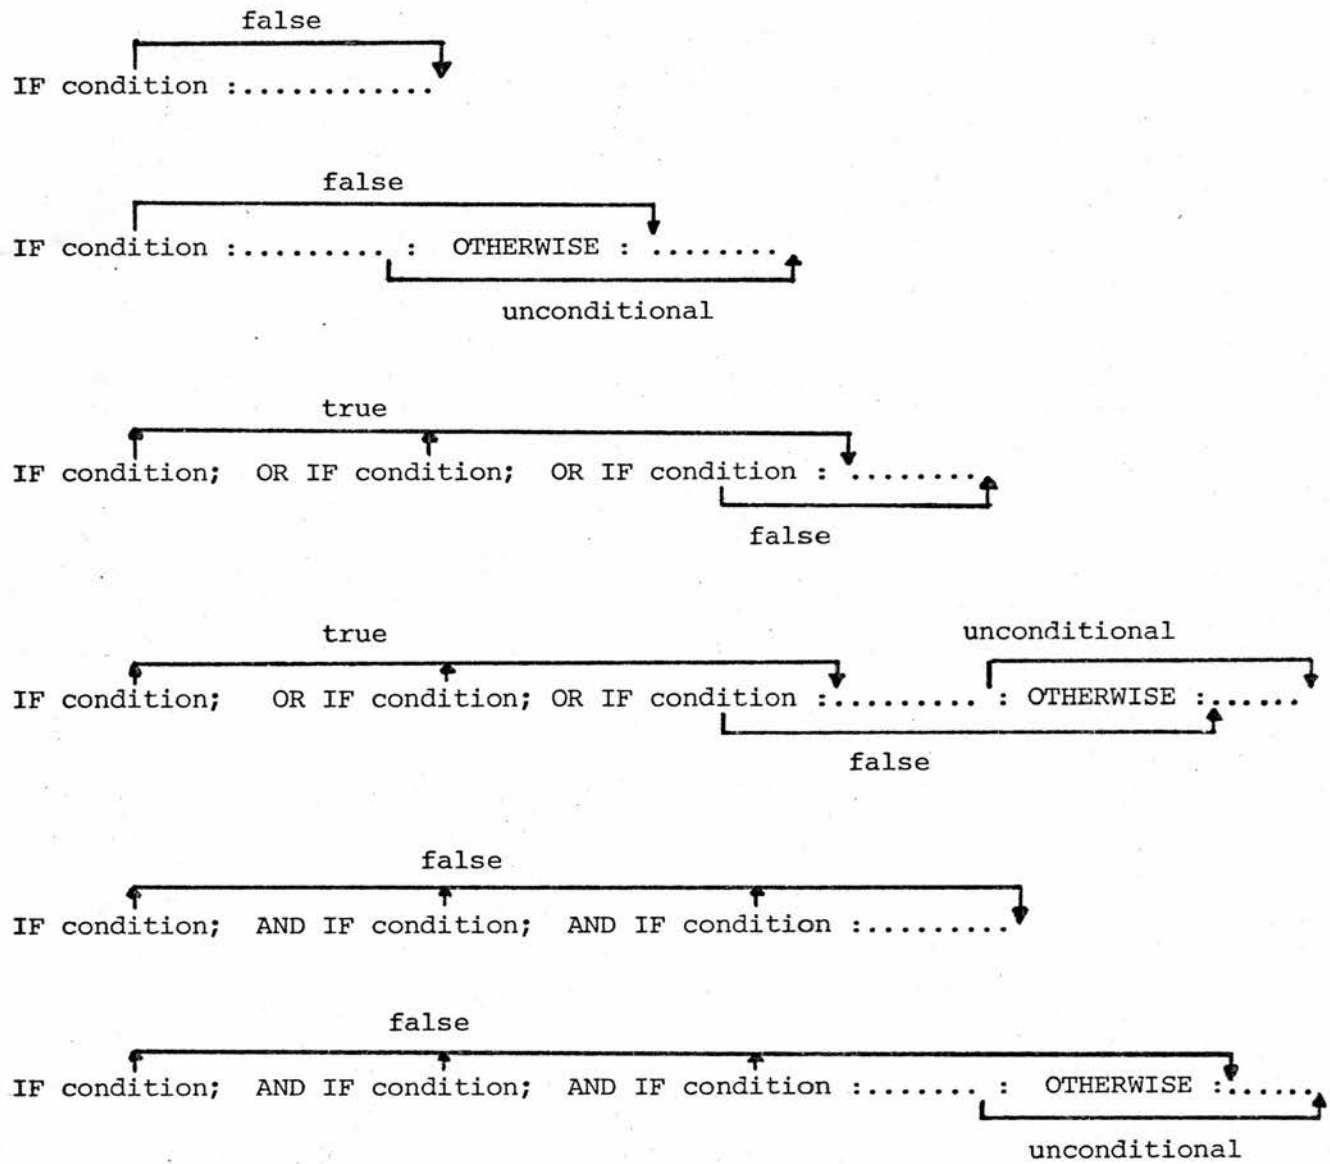 false
IF condition :............
false
IF condition :......... : OTHERWISE : ........
unconditional
true
IF condition; OR IF condition; OR IF condition : ........
false
true unconditional
IF condition; OR IF condition; OR IF condition :......... : OTHERWISE :......
false
false
IF condition; AND IF condition; AND IF condition :.........
false
IF condition; AND IF condition; AND IF condition :....... : OTHERWISE :......
unconditional